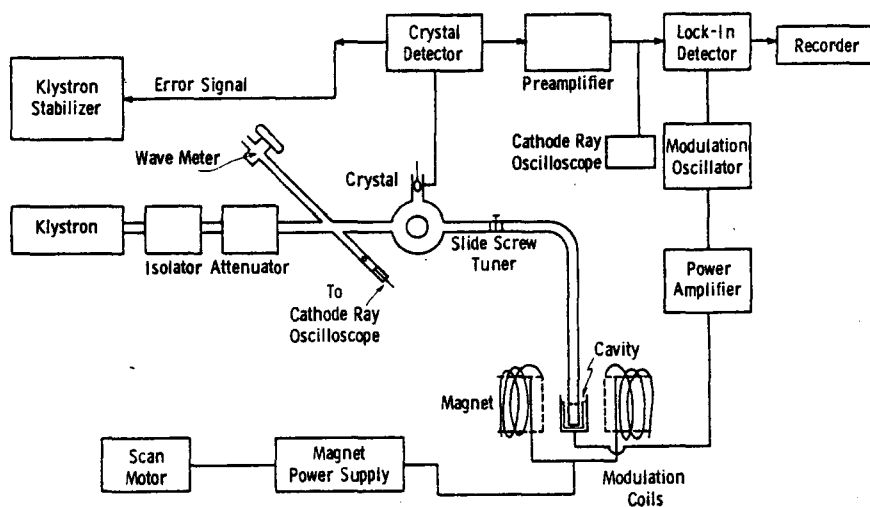 Crystal
Detector
Lock-In
Detector
Recorder
Klystron
Stabilizer
Error Signal
Preamplifier
Cathode Ray
Oscilloscope
Modulation
Oscillator
Wave Meter
Crystal
Klystron
Isolator
Attenuator
Slide Screw
Tuner
To
Cathode Ray
Oscilloscope
Power
Amplifier
Cavity
Magnet
Scan
Motor
Magnet
Power Supply
Modulation
Coils